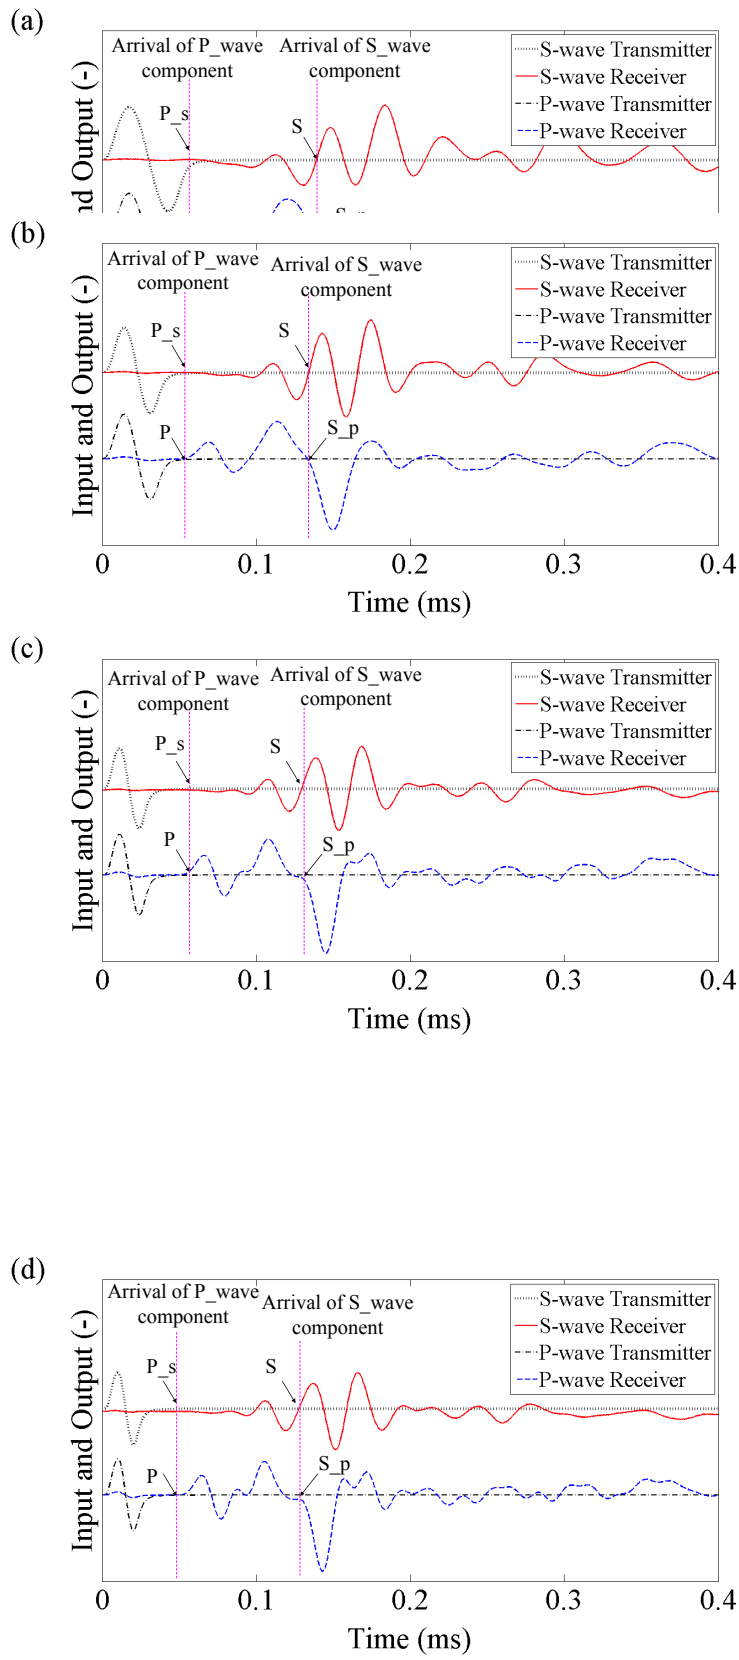 (a)
Arrival of P_wave component
Arrival of S_wave component
P_s
S
S-wave Transmitter
S-wave Receiver
P-wave Transmitter
P-wave Receiver
Output (-)
(b)
Arrival of P_wave component
Arrival of S_wave component
P_s
S
P
S_p
S-wave Transmitter
S-wave Receiver
P-wave Transmitter
P-wave Receiver
Input and Output (-)
0 0.1 0.2 0.3 0.4
Time (ms)
(c)
Arrival of P_wave component
Arrival of S_wave component
P_s
S
P
S_p
S-wave Transmitter
S-wave Receiver
P-wave Transmitter
P-wave Receiver
Input and Output (-)
0 0.1 0.2 0.3 0.4
Time (ms)
(d)
Arrival of P_wave component
Arrival of S_wave component
P_s
S
P
S_p
S-wave Transmitter
S-wave Receiver
P-wave Transmitter
P-wave Receiver
Input and Output (-)
0 0.1 0.2 0.3 0.4
Time (ms)